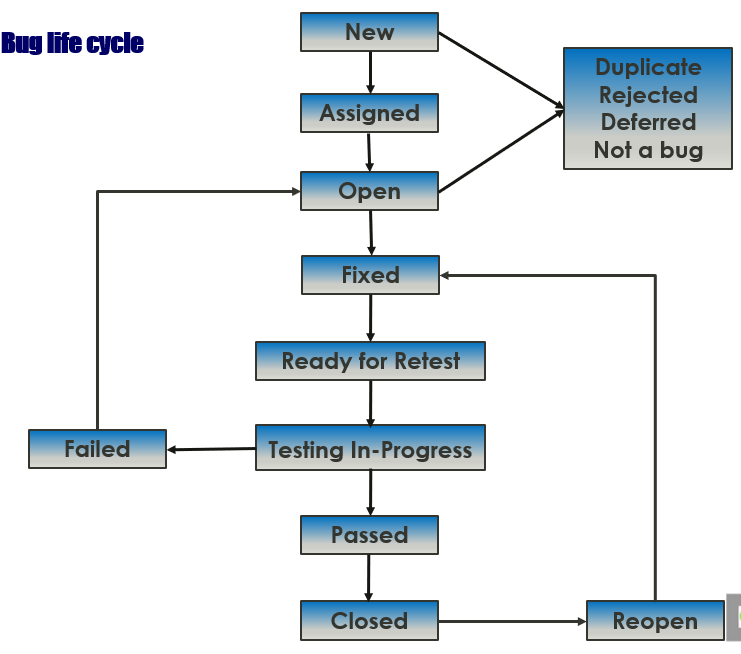 Bug life cycle
New
Duplicate
Rejected
Deferred
Not a bug
Assigned
Open
Fixed
Ready for Retest
Failed
Testing In-Progress
Passed
Closed
Reopen